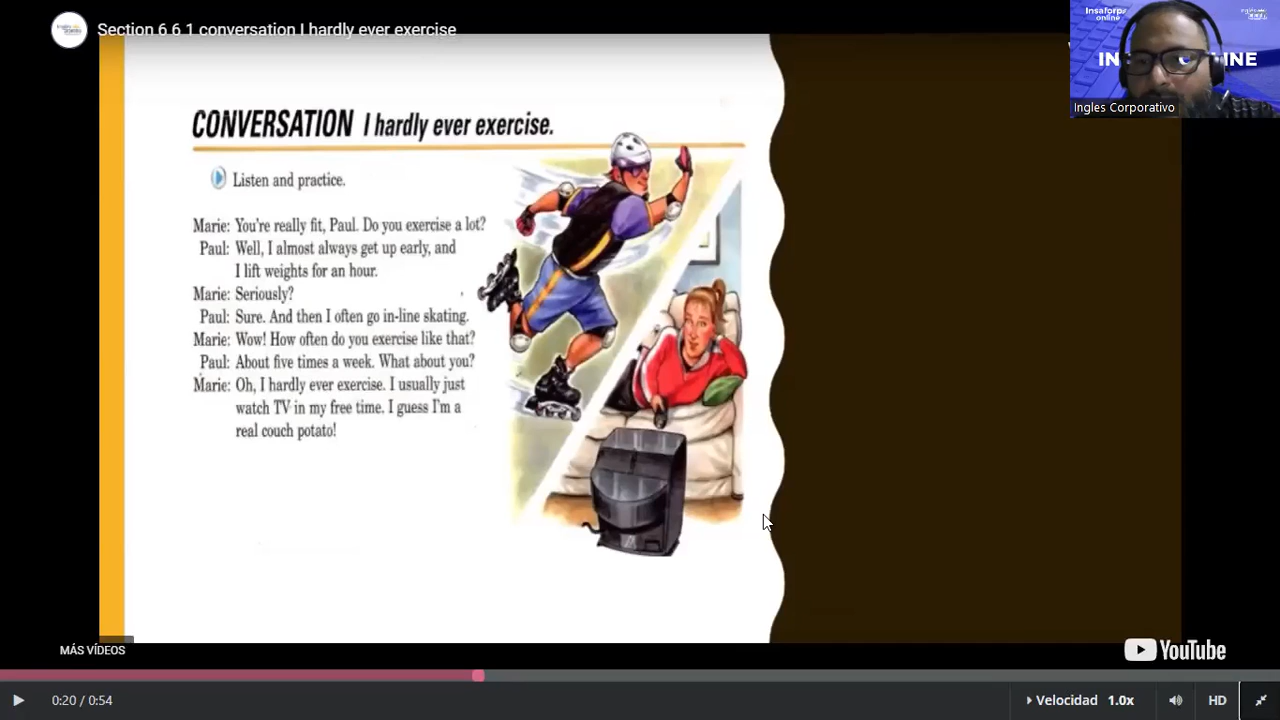 Section 6 6 1 conversation I hardly ever exercise
Insaforp
online
Ingles Corporativo
CONVERSATION I hardly ever exercise.
Listen and practice.
Marie: You're really fit, Paul. Do you exercise a lot?
Paul: Well, I almost always get up early, and
I lift weights for an hour.
Marie: Seriously?
Paul: Sure. And then I often go in-line skating.
Marie: Wow! How often do you exercise like that?
Paul: About five times a week. What about you?
Marie: Oh, I hardly ever exercise. I usually just
watch TV in my free time. I guess I'm a
real couch potato!
MÁS VÍDEOS
YouTube
0:20 / 0:54
Velocidad 1.0x
HD